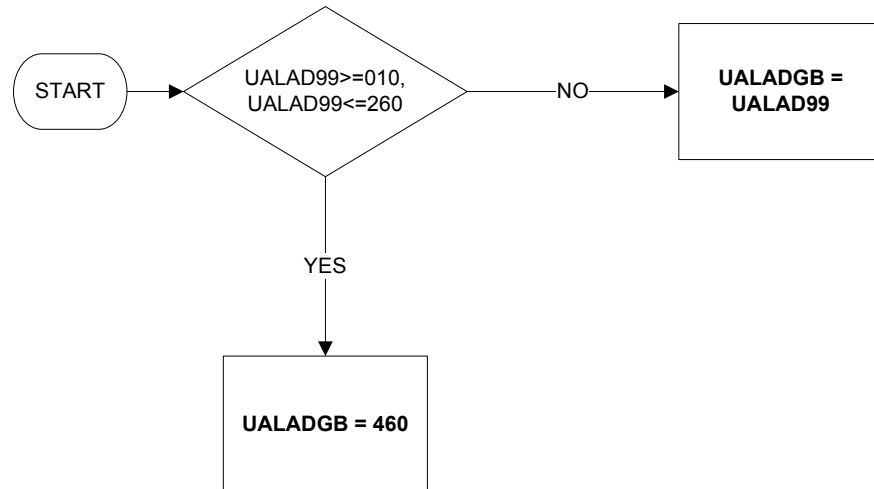 START
UALAD99>=010,
UALAD99<=260
NO
UALADGB =
UALAD99
YES
UALADGB = 460